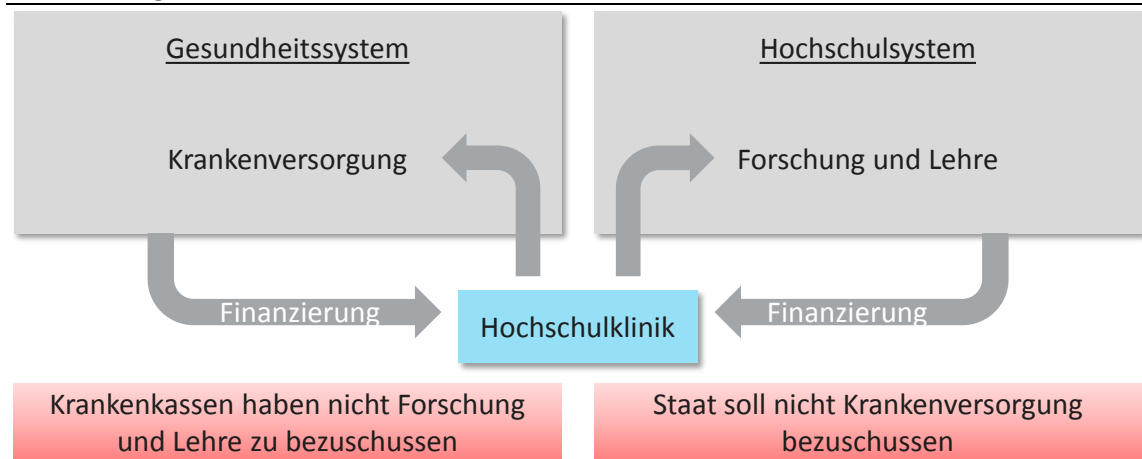 Gesundheitssystem
Krankenversorgung
Hochschulsystem
Forschung und Lehre
Finanzierung
Hochschulklinik
Finanzierung
Krankenkassen haben nicht Forschung
und Lehre zu bezuschussen
Staat soll nicht Krankenversorgung
bezuschussen